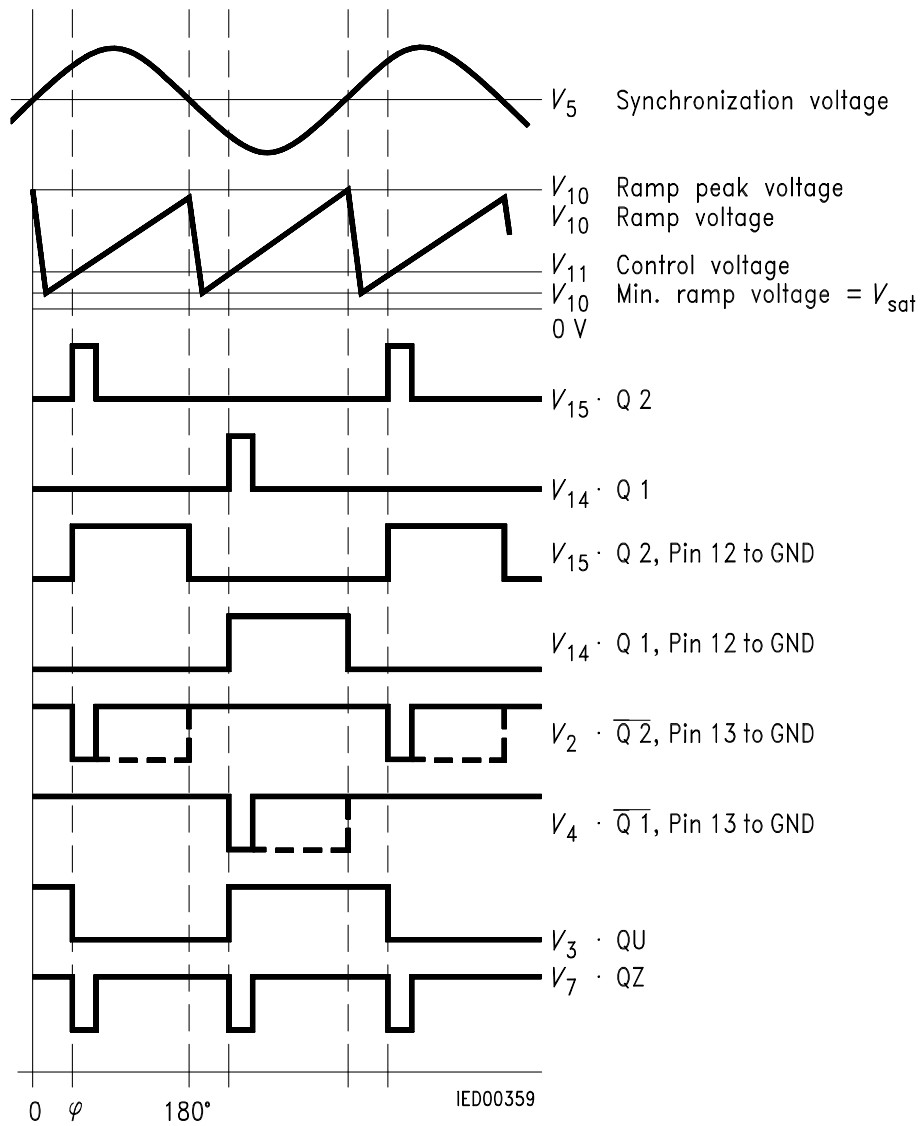 V5 Synchronization voltage
V10 Ramp peak voltage
V10 Ramp voltage
V11 Control voltage
V10 Min. ramp voltage = Vsat
0 V
V15 · Q 2
V14 · Q 1
V15 · Q 2, Pin 12 to GND
V14 · Q 1, Pin 12 to GND
V2 · Q̅ ̅2̅, Pin 13 to GND
V4 · Q̅ ̅1̅, Pin 13 to GND
V3 · QU
V7 · QZ
IED00359
0 φ 180°